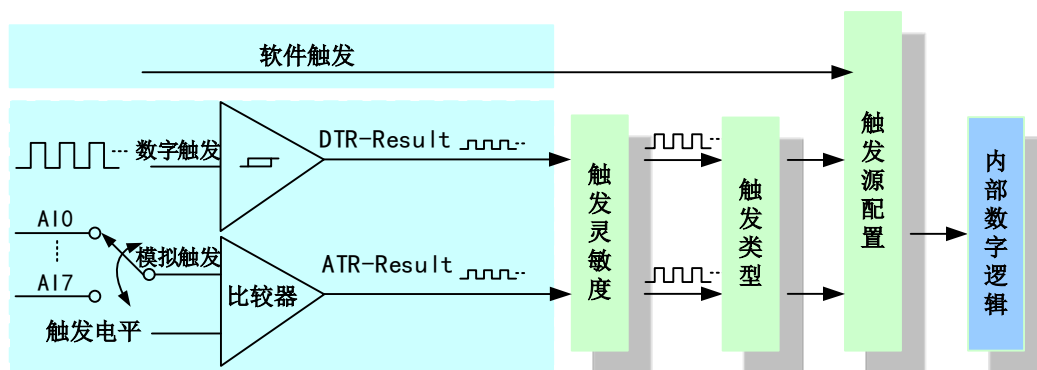 软件触发
数字触发
DTR-Result
AI0
AI7
模拟触发
触发电平
比较器
ATR-Result
触发灵敏度
触发类型
触发源配置
内部数字逻辑